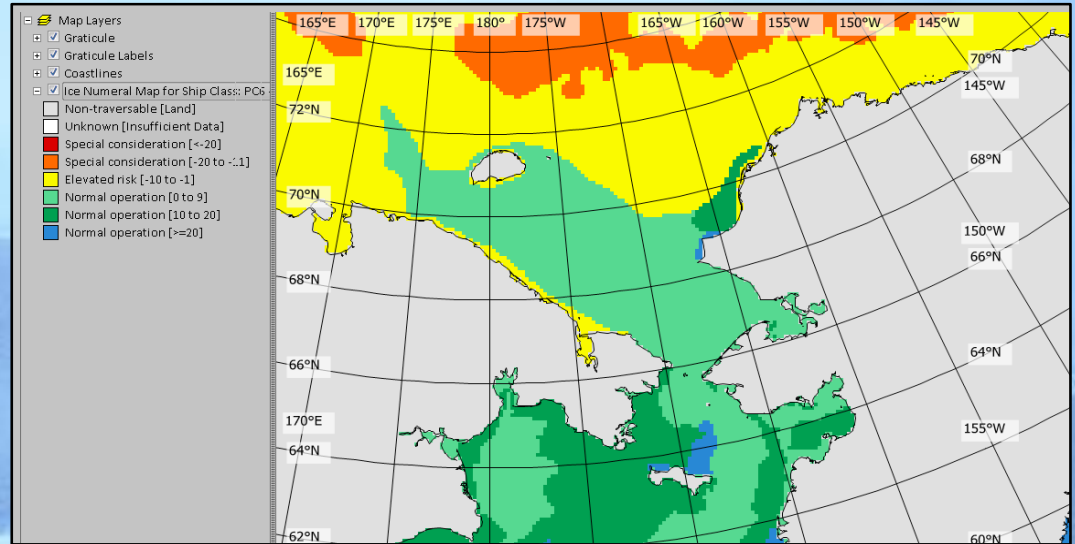 Map Layers
Graticule
Graticule Labels
Coastlines
Ice Numeral Map for Ship Class: PC6
Non-traversable [Land]
Unknown [Insufficient Data]
Special consideration [<-20]
Special consideration [-20 to -11]
Elevated risk [-10 to -1]
Normal operation [0 to 9]
Normal operation [10 to 20]
Normal operation [>=20]
165°E 170°E 175°E 180° 175°W 165°W 160°W 155°W 150°W 145°W
70°N
165°E
145°W
72°N
68°N
70°N
150°W
66°N
68°N
64°N
66°N
170°E
155°W
64°N
62°N
60°N